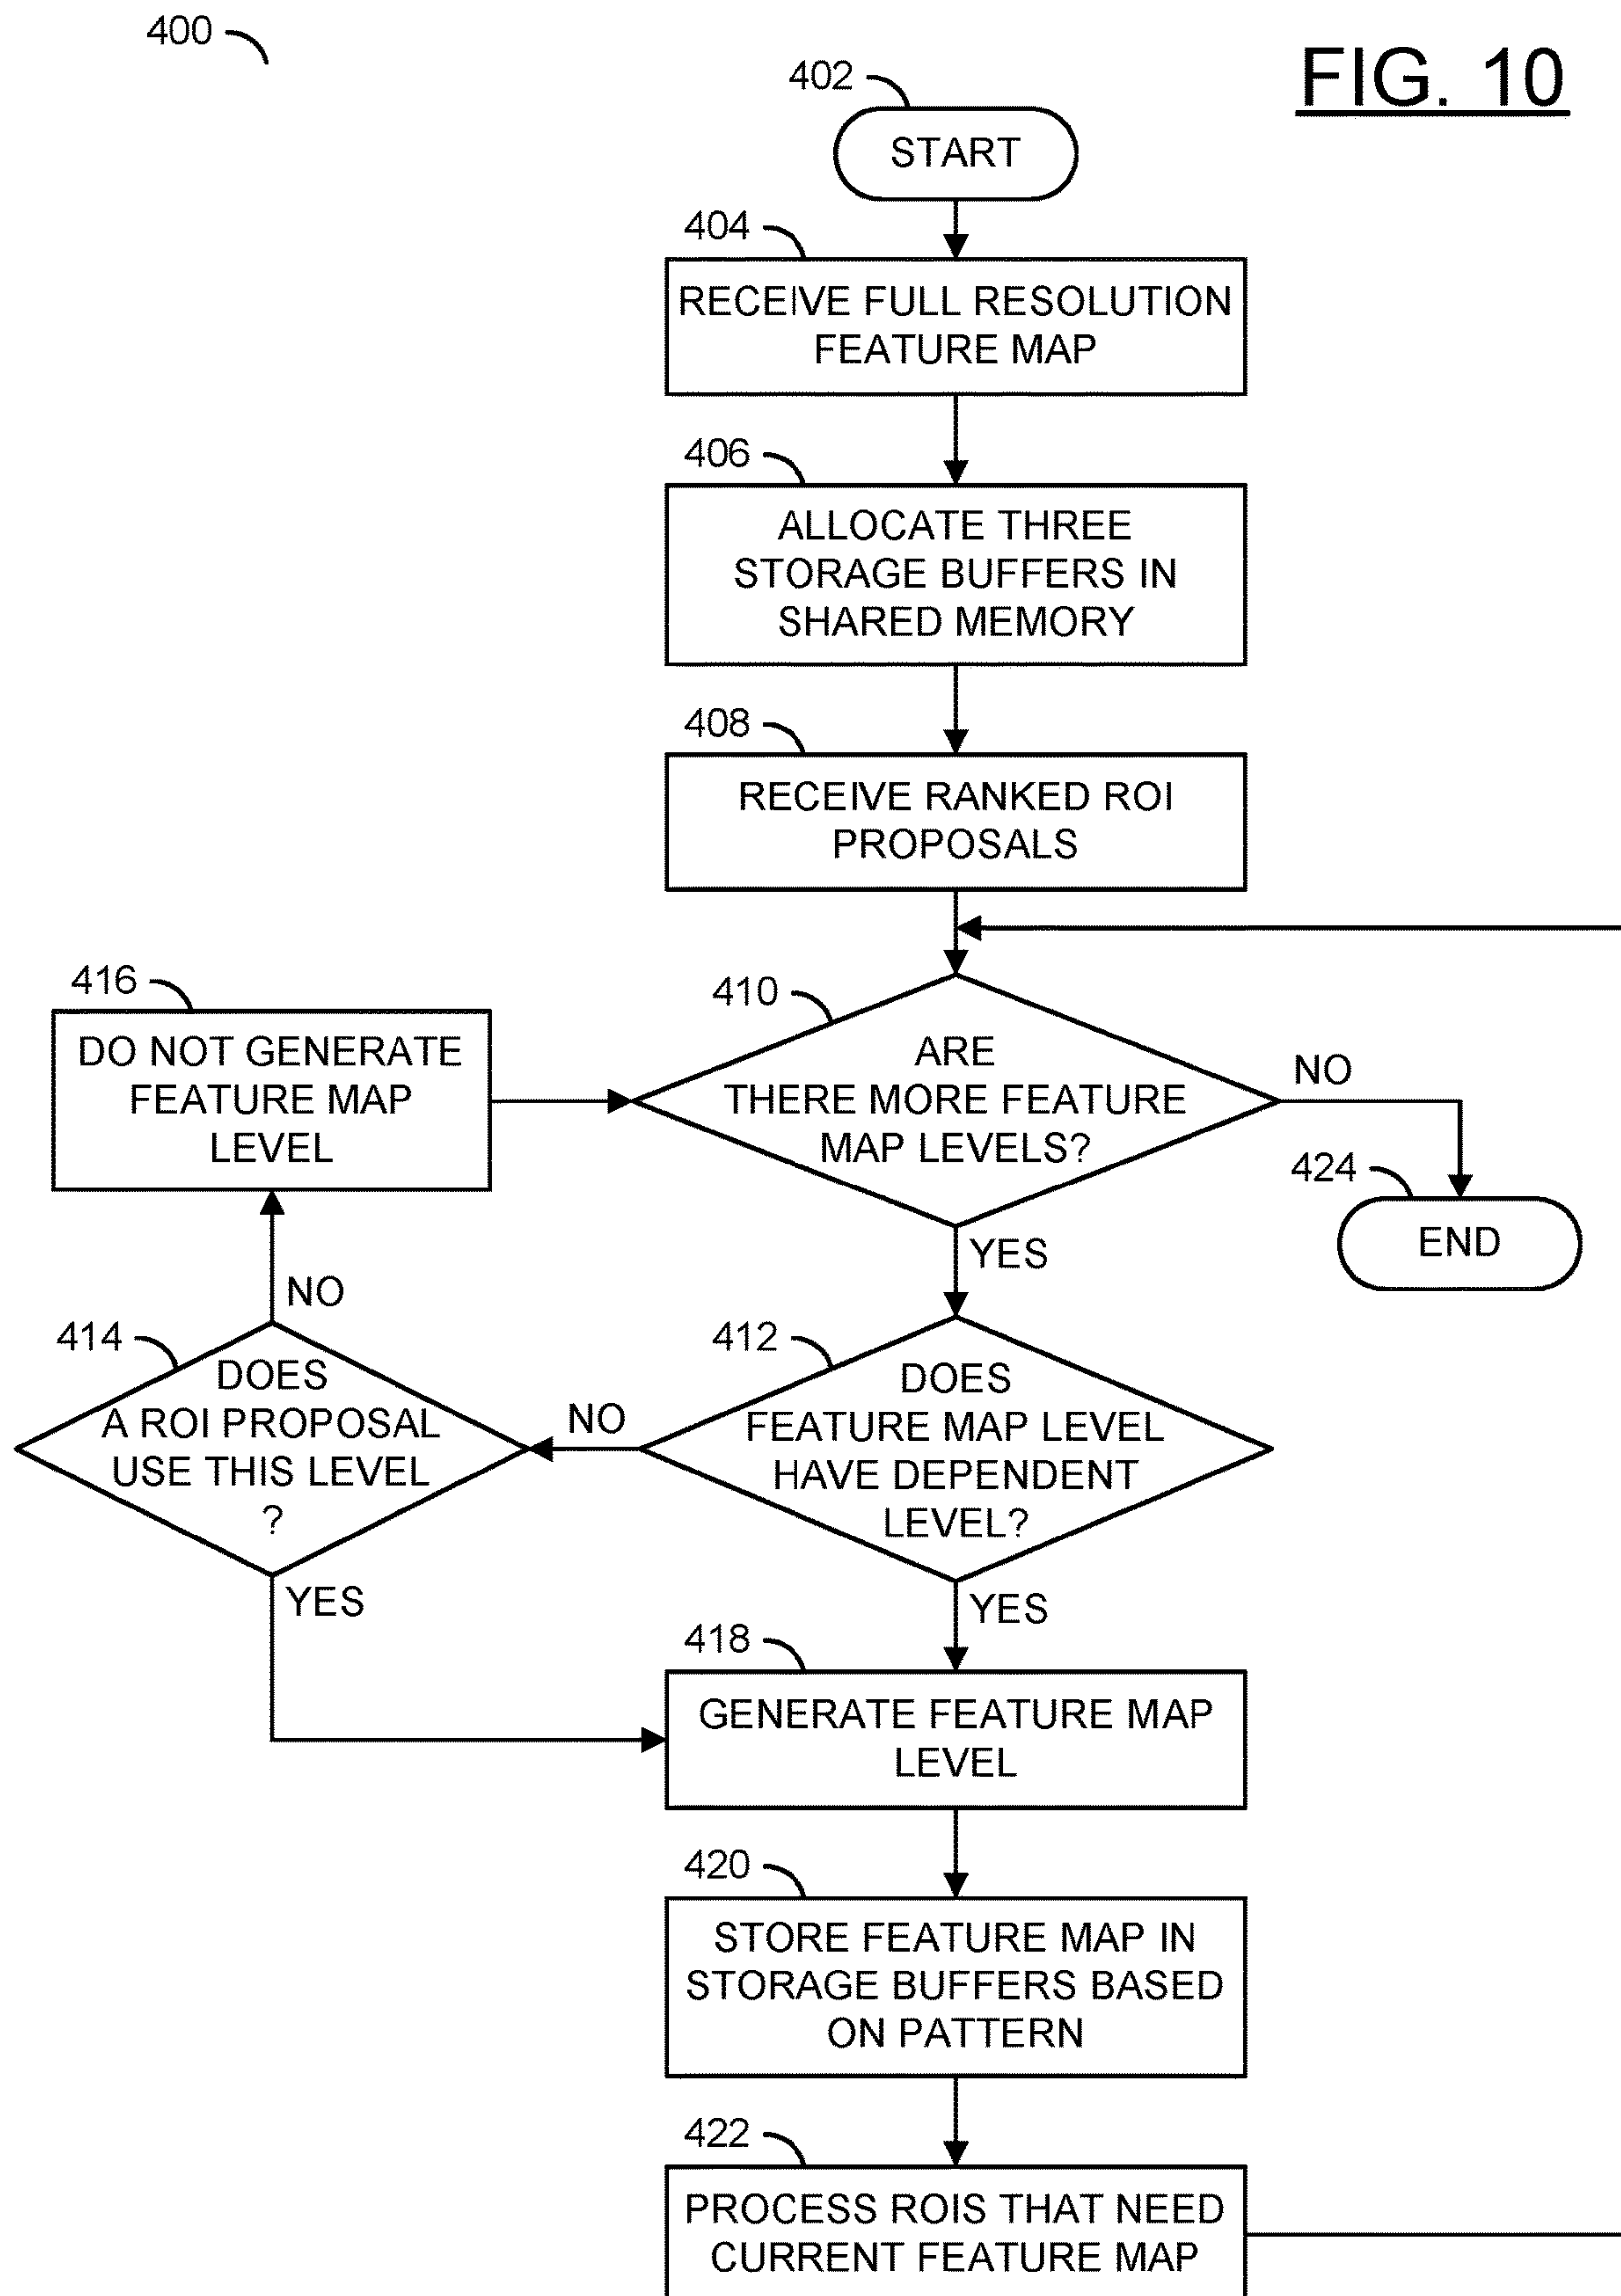 400
FIG. 10
402
START
404
RECEIVE FULL RESOLUTION
FEATURE MAP
406
ALLOCATE THREE
STORAGE BUFFERS IN
SHARED MEMORY
408
RECEIVE RANKED ROI
PROPOSALS
416
DO NOT GENERATE
FEATURE MAP
LEVEL
410
ARE
THERE MORE FEATURE
MAP LEVELS?
NO
424
END
YES
NO
414
DOES
A ROI PROPOSAL
USE THIS LEVEL
?
NO
412
DOES
FEATURE MAP LEVEL
HAVE DEPENDENT
LEVEL?
YES
YES
418
GENERATE FEATURE MAP
LEVEL
420
STORE FEATURE MAP IN
STORAGE BUFFERS BASED
ON PATTERN
422
PROCESS ROIS THAT NEED
CURRENT FEATURE MAP